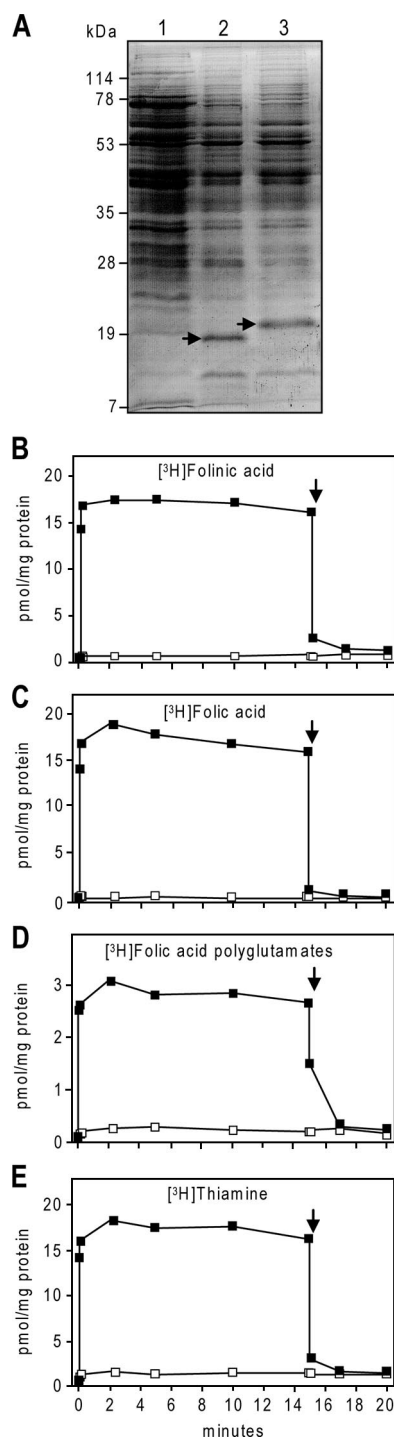 A
kDa
1 2 3
114
78
53
35
28
19
7
B
[³H]Folinic acid
pmol/mg protein
20
15
10
5
0
C
[³H]Folic acid
pmol/mg protein
20
15
10
5
0
D
[³H]Folic acid polyglutamates
pmol/mg protein
3
2
1
0
E
[³H]Thiamine
pmol/mg protein
20
15
10
5
0
0 2 4 6 8 10 12 14 16 18 20
minutes